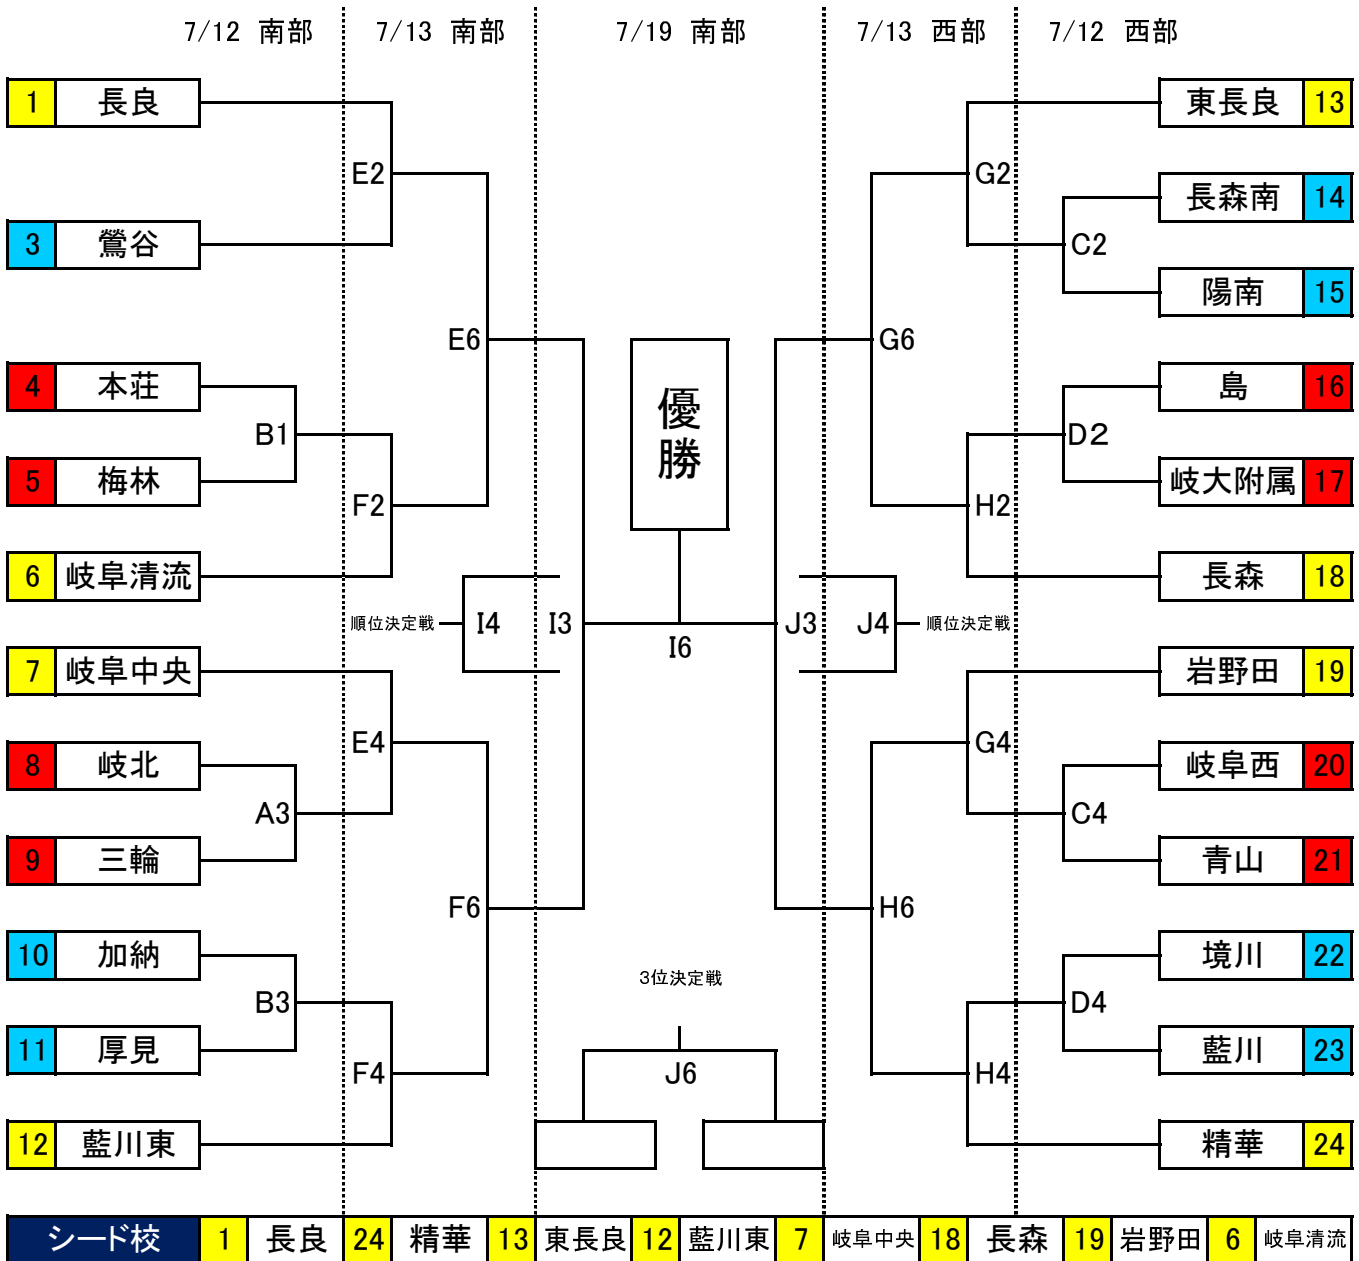 7/12 南部 7/13 南部 7/19 南部 7/13 西部 7/12 西部
1 長良 東長良 13
E2 G2
長森南 14
3 鶯谷 C2
陽南 15
E6 G6
4 本荘 優勝 島 16
B1 D2
5 梅林 岐大附属 17
F2 H2
6 岐阜清流 長森 18
順位決定戦 I4 I3 J3 J4 順位決定戦
I6
7 岐阜中央 岩野田 19
E4 G4
8 岐北 岐阜西 20
A3 C4
9 三輪 青山 21
F6 H6
10 加納 境川 22
3位決定戦
B3 D4
11 厚見 藍川 23
F4 J6 H4
12 藍川東 精華 24
シード校 1 長良 24 精華 13 東長良 12 藍川東 7 岐阜中央 18 長森 19 岩野田 6 岐阜清流